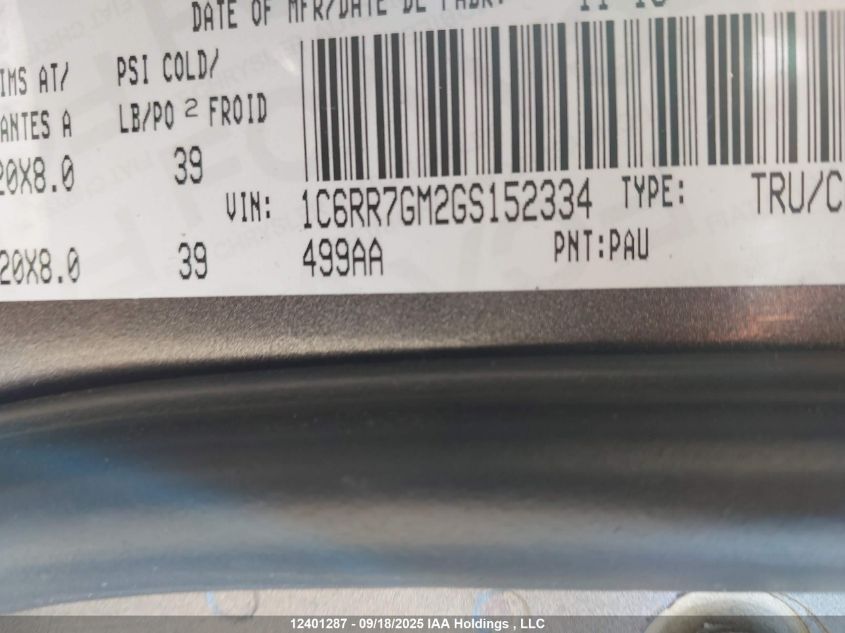 DATE OF MFR/DATE DE FABR.
IMS AT/ PSI COLD/
ANTES A LB/PO 2 FROID
20X8.0 39
VIN: 1C6RR7GM2GS152334 TYPE: TRU/C
20X8.0 39 499AA PNT:PAU
12401287 - 09/18/2025 IAA Holdings , LLC